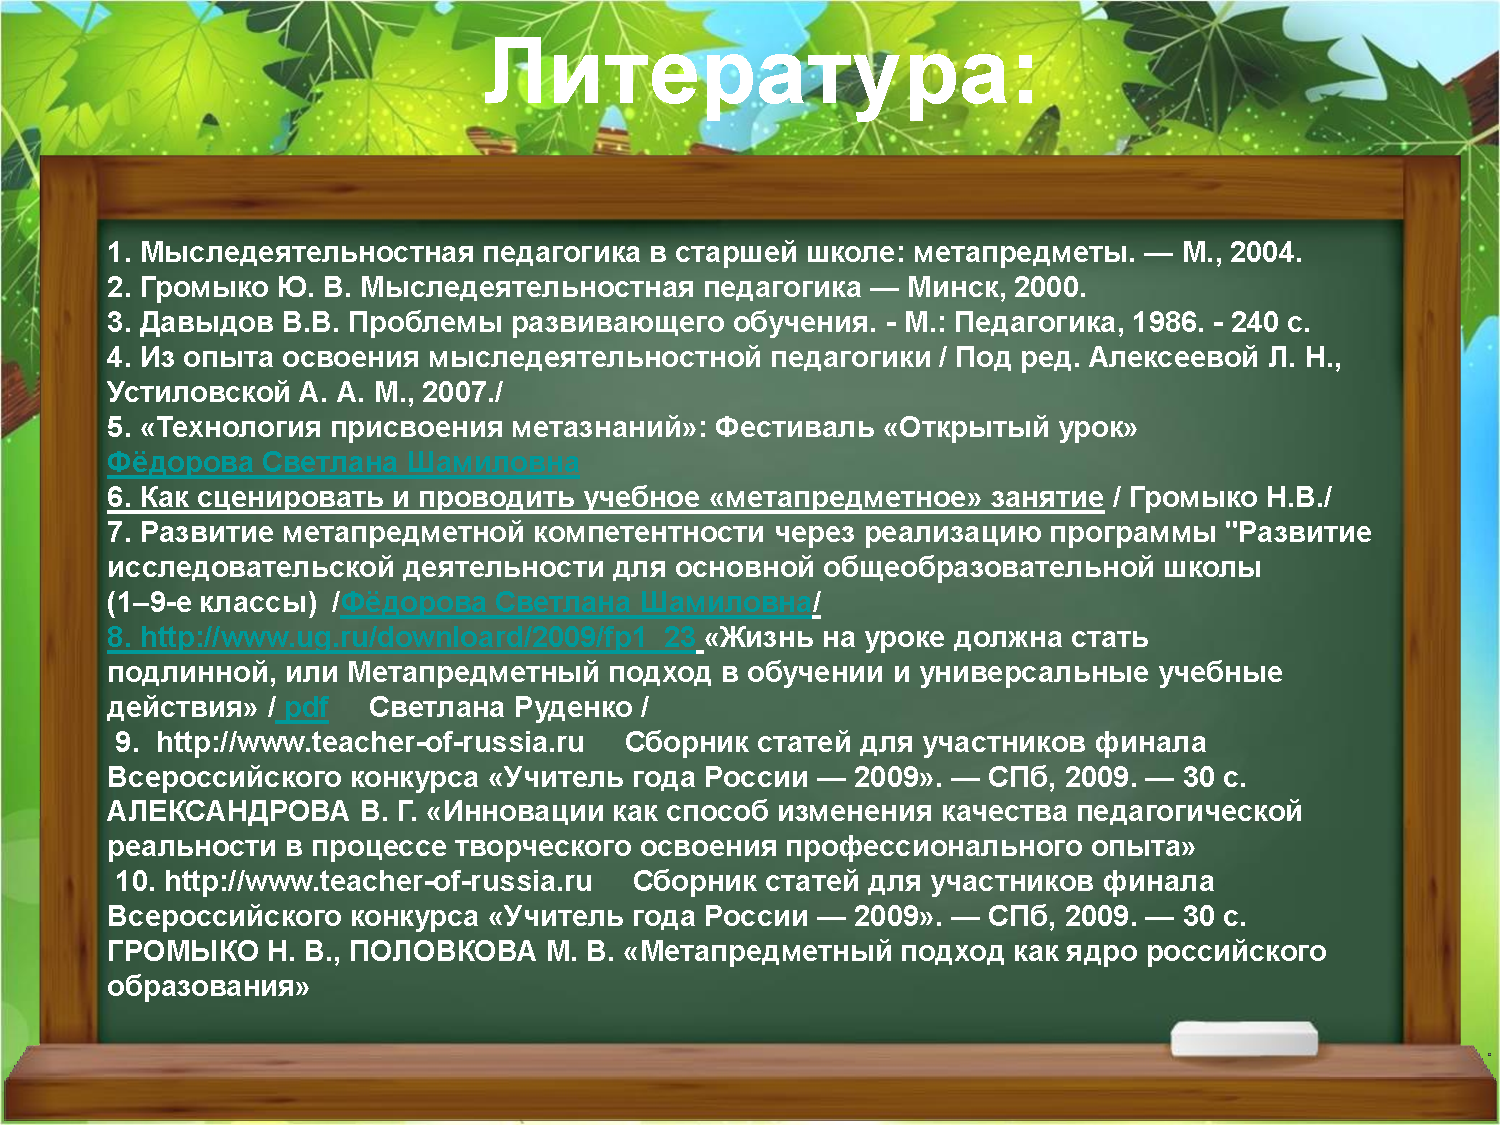 Литература:
1. Мыследеятельностная педагогика в старшей школе: метапредметы. — М., 2004.
2. Громыко Ю. В. Мыследеятельностная педагогика — Минск, 2000.
3. Давыдов В.В. Проблемы развивающего обучения. - М.: Педагогика, 1986. - 240 с.
4. Из опыта освоения мыследеятельностной педагогики / Под ред. Алексеевой Л. Н.,
Устиловской А. А. М., 2007./
5. «Технология присвоения метазнаний»: Фестиваль «Открытый урок»
Фёдорова Светлана Шамиловна
6. Как сценировать и проводить учебное «метапредметное» занятие / Громыко Н.В./
7. Развитие метапредметной компетентности через реализацию программы "Развитие
исследовательской деятельности для основной общеобразовательной школы
(1–9-е классы) /Фёдорова Светлана Шамиловна/
8. http://www.ug.ru/downloard/2009/fp1_23 «Жизнь на уроке должна стать
подлинной, или Метапредметный подход в обучении и универсальные учебные
действия» / pdf Светлана Руденко /
9. http://www.teacher-of-russia.ru Сборник статей для участников финала
Всероссийского конкурса «Учитель года России — 2009». — СПб, 2009. — 30 с.
АЛЕКСАНДРОВА В. Г. «Инновации как способ изменения качества педагогической
реальности в процессе творческого освоения профессионального опыта»
10. http://www.teacher-of-russia.ru Сборник статей для участников финала
Всероссийского конкурса «Учитель года России — 2009». — СПб, 2009. — 30 с.
ГРОМЫКО Н. В., ПОЛОВКОВА М. В. «Метапредметный подход как ядро российского
образования»